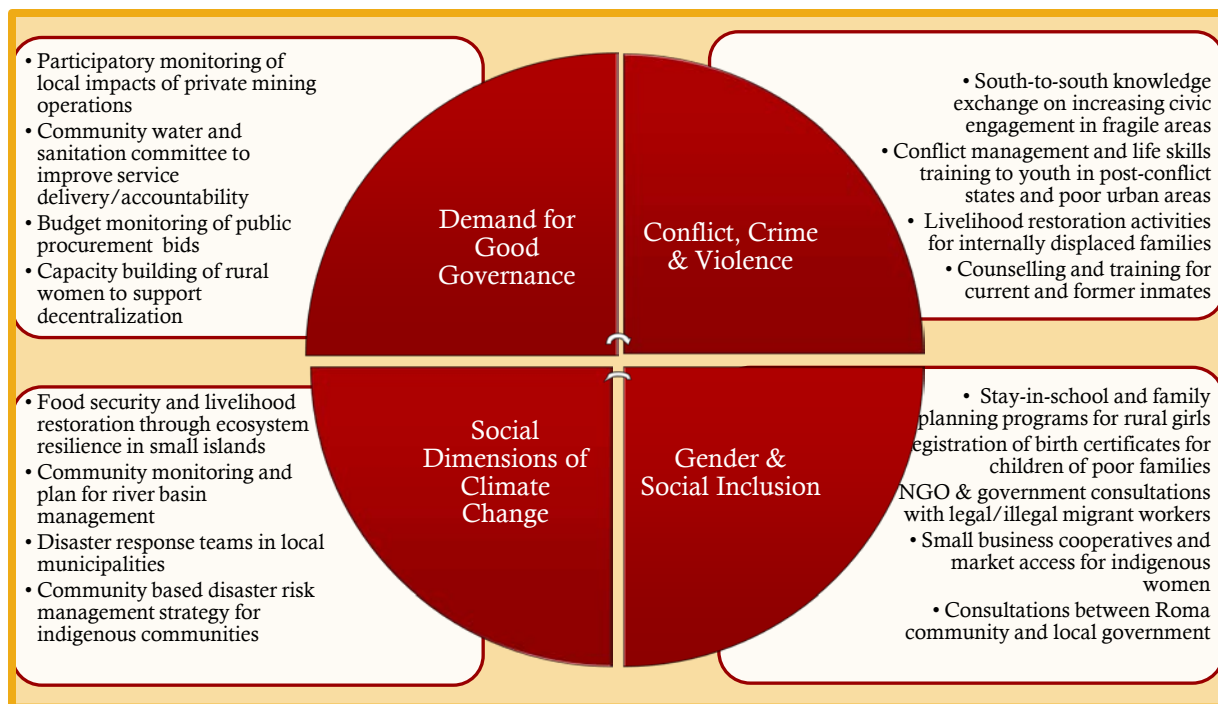 • Participatory monitoring of
local impacts of private mining
operations
• Community water and
sanitation committee to
improve service
delivery/accountability
• Budget monitoring of public
procurement bids
• Capacity building of rural
women to support
decentralization
Demand for
Good
Governance
Conflict, Crime
& Violence
• South-to-south knowledge
exchange on increasing civic
engagement in fragile areas
• Conflict management and life skills
training to youth in post-conflict
states and poor urban areas
• Livelihood restoration activities
for internally displaced families
• Counselling and training for
current and former inmates
• Food security and livelihood
restoration through ecosystem
resilience in small islands
• Community monitoring and
plan for river basin
management
• Disaster response teams in local
municipalities
• Community based disaster risk
management strategy for
indigenous communities
Social
Dimensions of
Climate
Change
Gender &
Social Inclusion
• Stay-in-school and family
planning programs for rural girls
egistration of birth certificates for
children of poor families
NGO & government consultations
with legal/illegal migrant workers
• Small business cooperatives and
market access for indigenous
women
• Consultations between Roma
community and local government